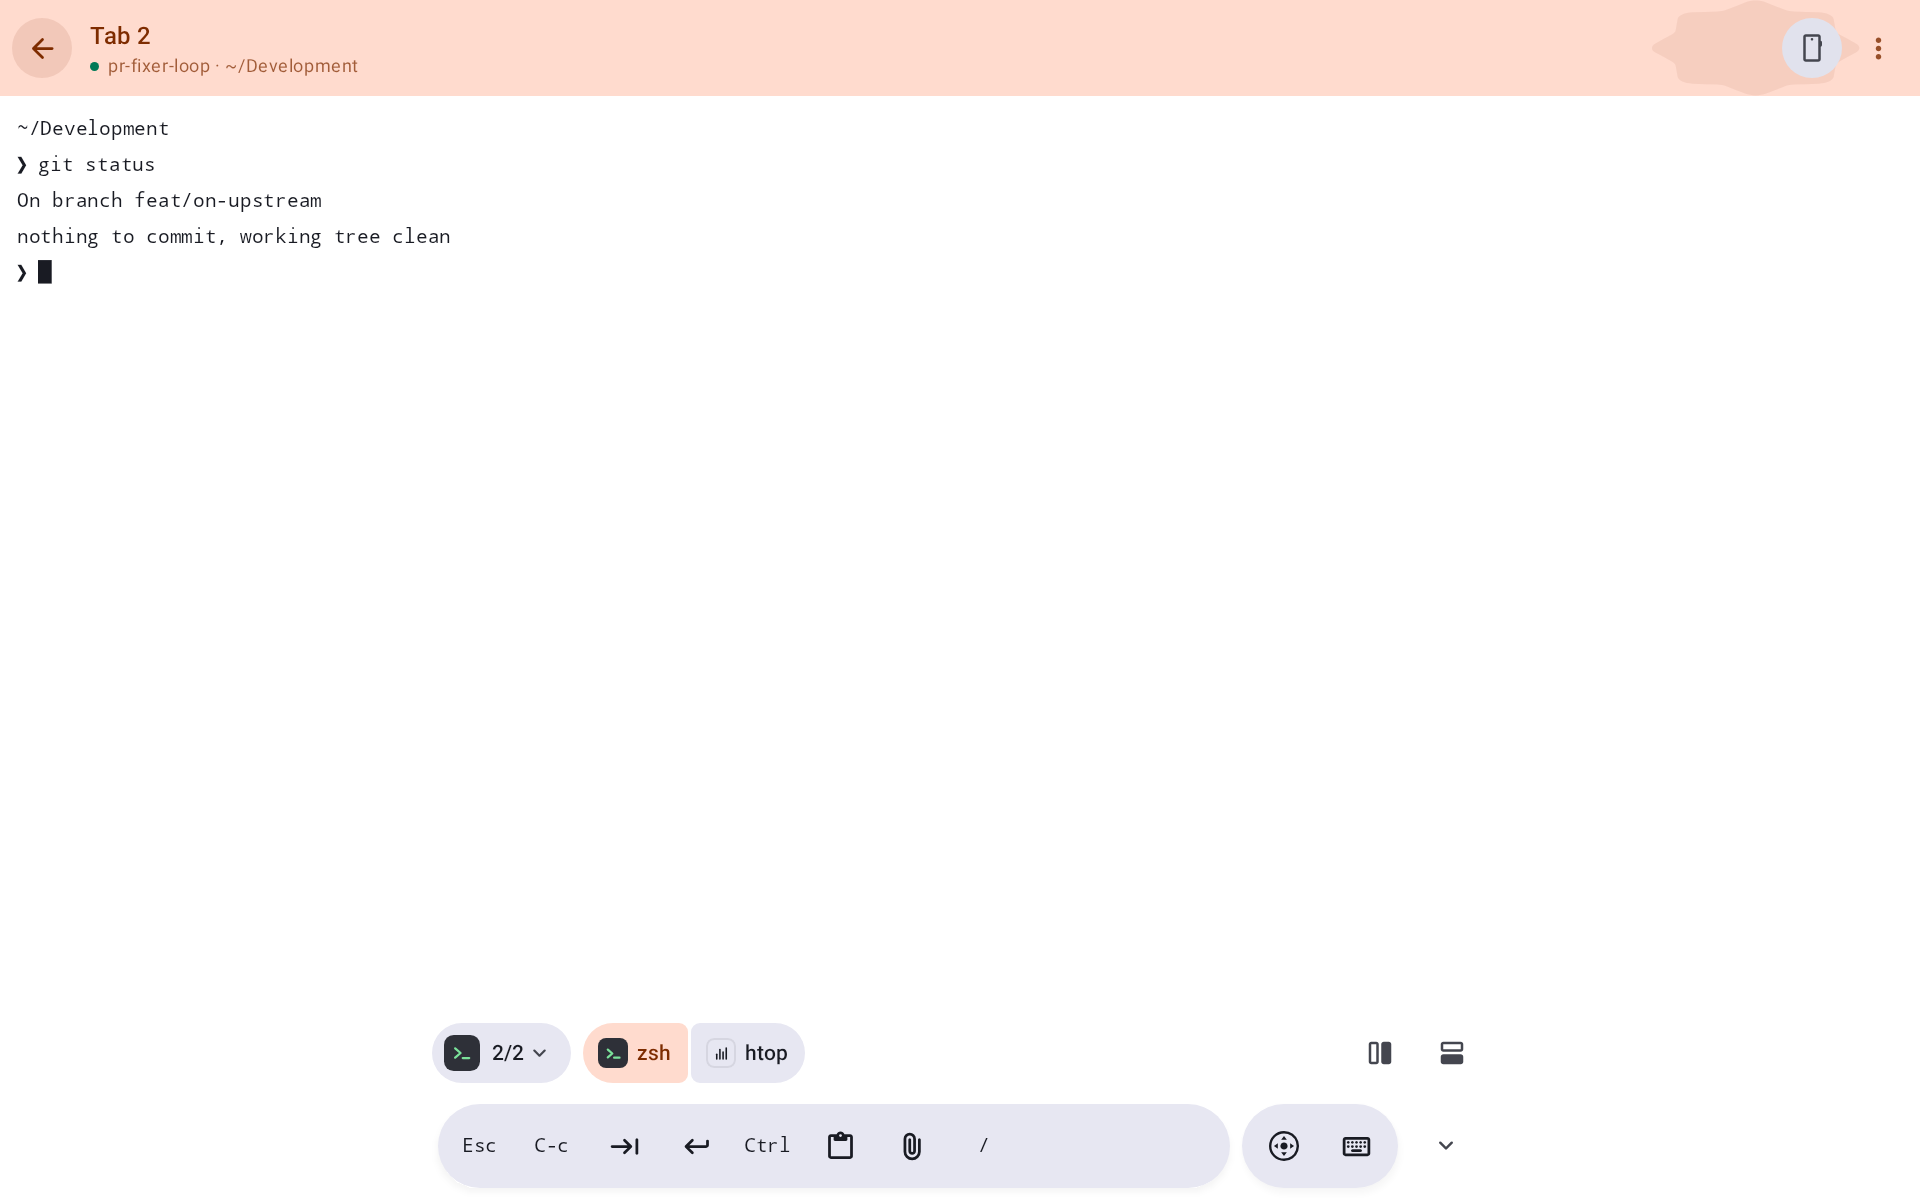 Tab 2
pr-fixer-loop · ~/Development
~/Development
❯ git status
On branch feat/on-upstream
nothing to commit, working tree clean
❯
2/2 zsh htop
Esc C-c Ctrl /